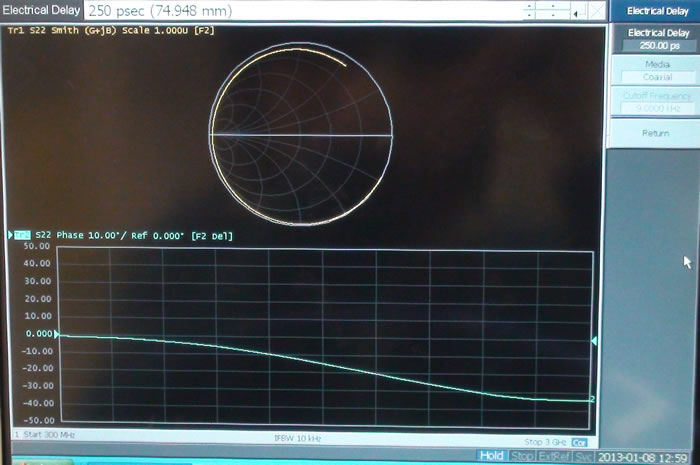 Electrical Delay 250 psec (74.948 mm)
Electrical Delay
Tr1 S22 Smith (G+jB) Scale 1.000U [F2]
Electrical Delay
250.00 ps
Media
Coaxial
Cutoff Frequency
9.0000 kHz
Return
Tr2 S22 Phase 10.00°/ Ref 0.000° [F2 Del]
50.00
40.00
30.00
20.00
10.00
0.000
-10.00
-20.00
-30.00
-40.00
-50.00
2
1 Start 300 MHz IFBW 10 kHz Stop 3 GHz Cor
Hold Stop ExtRef Svc 2013-01-08 12:59